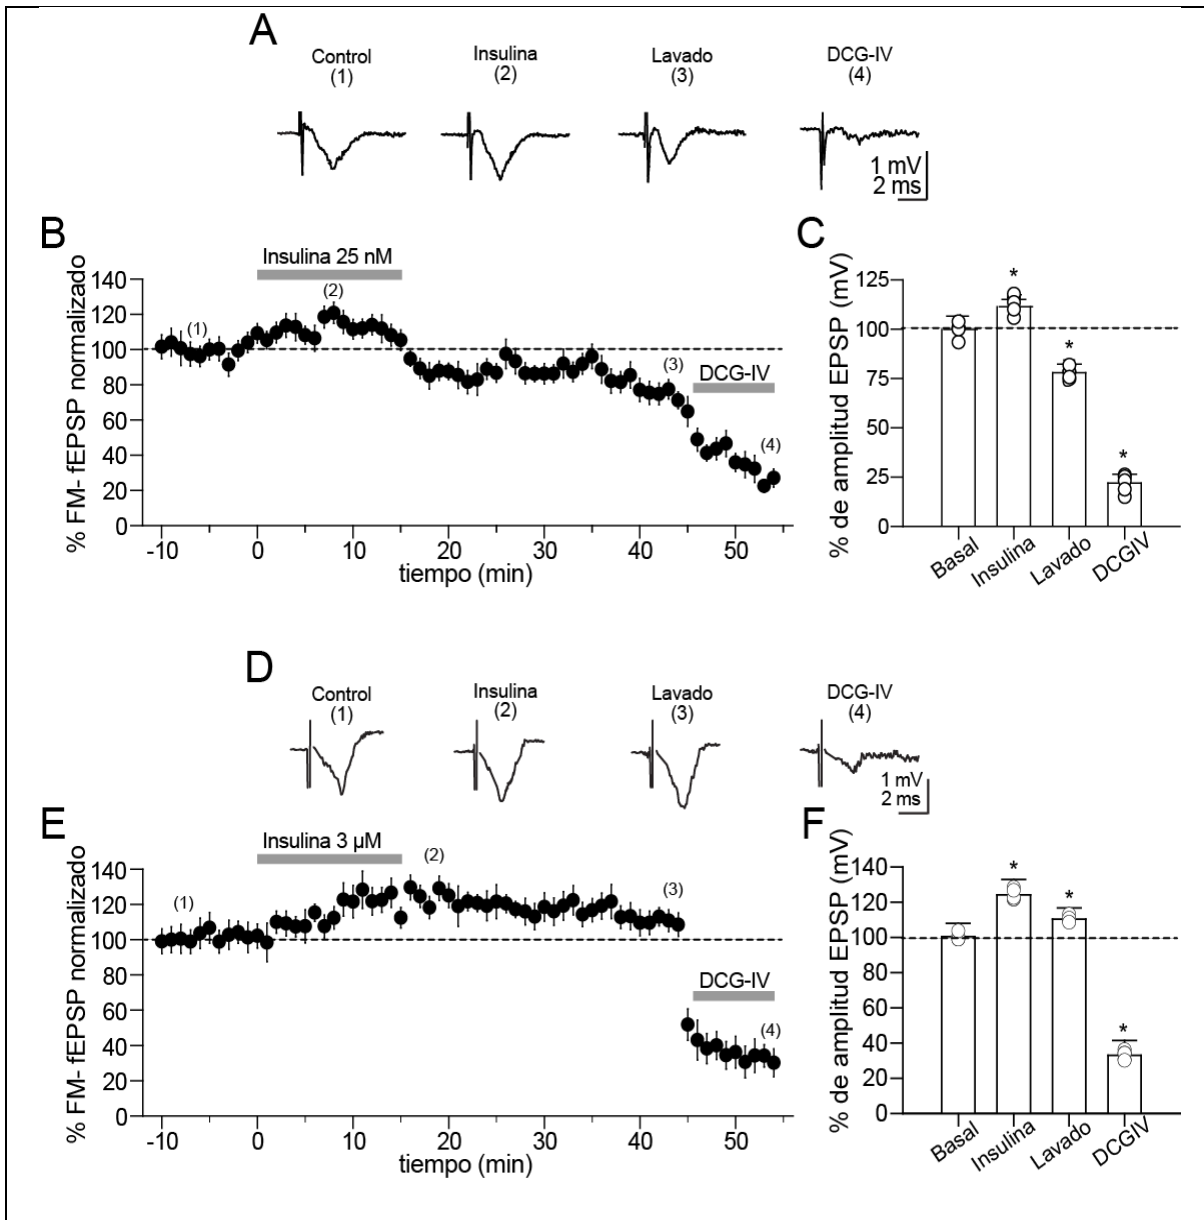 A
Control
(1)
Insulina
(2)
Lavado
(3)
DCG-IV
(4)
1 mV
2 ms
B
% FM- fEPSP normalizado
140
120
100
80
60
40
20
0
Insulina 25 nM
(1)
(2)
(3)
DCG-IV
(4)
-10
0
10
20
30
40
50
tiempo (min)
C
% de amplitud EPSP (mV)
125
100
75
50
25
0
*
*
*
Basal
Insulina
Lavado
DCGIV
D
Control
(1)
Insulina
(2)
Lavado
(3)
DCG-IV
(4)
1 mV
2 ms
E
% FM- fEPSP normalizado
140
120
100
80
60
40
20
0
Insulina 3 µM
(1)
(2)
(3)
DCG-IV
(4)
-10
0
10
20
30
40
50
tiempo (min)
F
% de amplitud EPSP (mV)
140
120
100
80
60
40
20
0
*
*
*
Basal
Insulina
Lavado
DCGIV